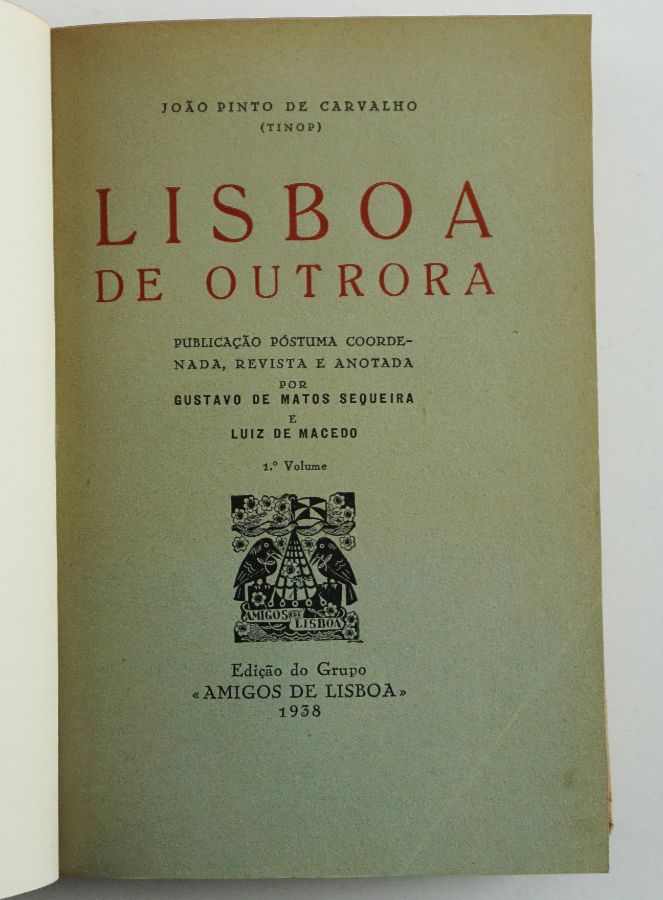 JOÃO PINTO DE CARVALHO
(TINOP)
LISBOA
DE OUTRORA
PUBLICAÇÃO PÓSTUMA COORDE-
NADA, REVISTA E ANOTADA
POR
GUSTAVO DE MATOS SEQUEIRA
E
LUIZ DE MACEDO
1.º Volume
AMIGOS DE
LISBOA
Edição do Grupo
«AMIGOS DE LISBOA»
1938